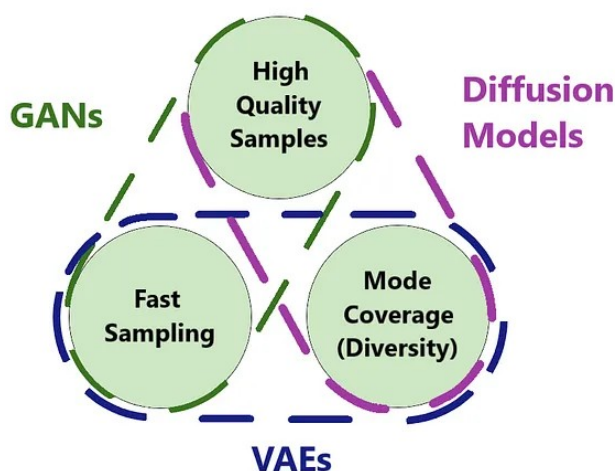 High
Quality
Samples
GANs
Diffusion
Models
Fast
Sampling
Mode
Coverage
(Diversity)
VAEs